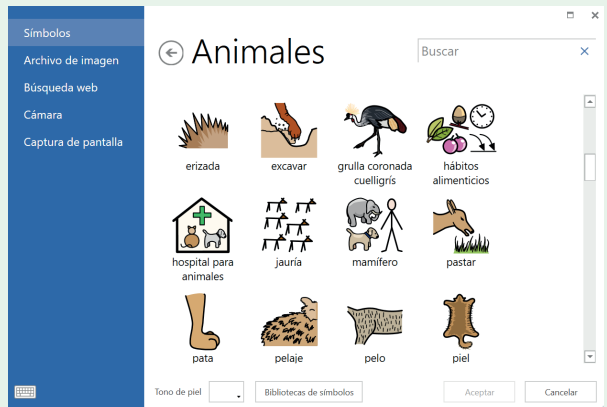 Símbolos
Archivo de imagen
Búsqueda web
Cámara
Captura de pantalla
Animales
Buscar
erizada
excavar
grulla coronada
cuelligrís
hábitos
alimenticios
hospital para
animales
jauría
mamífero
pastar
pata
pelaje
pelo
piel
Tono de piel
Bibliotecas de símbolos
Aceptar
Cancelar